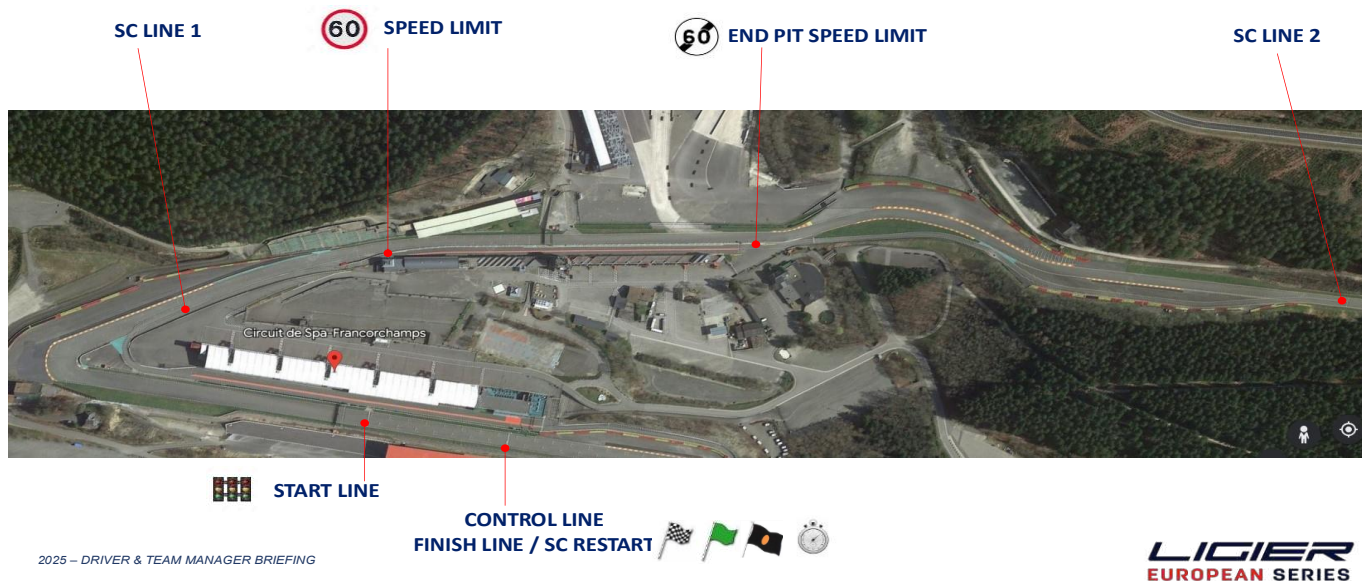 SC LINE 1
60 SPEED LIMIT
60 END PIT SPEED LIMIT
SC LINE 2
Circuit de Spa-Francorchamps
START LINE
CONTROL LINE
FINISH LINE / SC RESTART
2025 – DRIVER & TEAM MANAGER BRIEFING
LIGIER
EUROPEAN SERIES